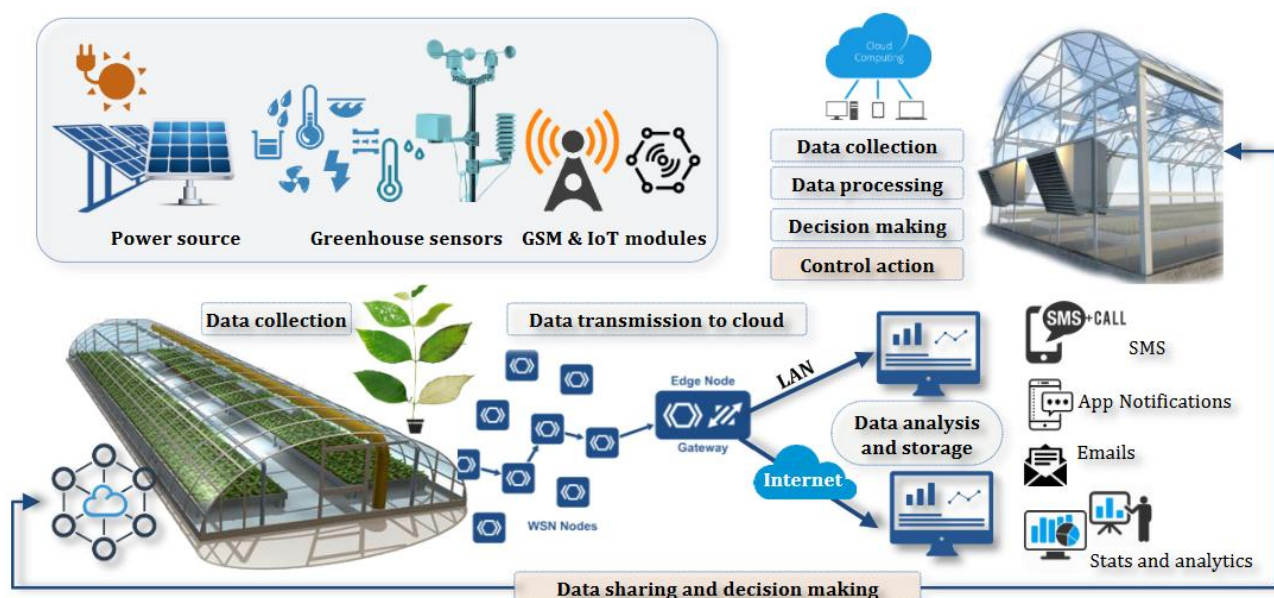 Cloud
Computing
Data collection
Data processing
Decision making
Control action
Power source
Greenhouse sensors
GSM & IoT modules
Data collection
Data transmission to cloud
Edge Node
Gateway
LAN
Internet
WSN Nodes
Data analysis
and storage
SMS+CALL
SMS
App Notifications
Emails
Stats and analytics
Data sharing and decision making